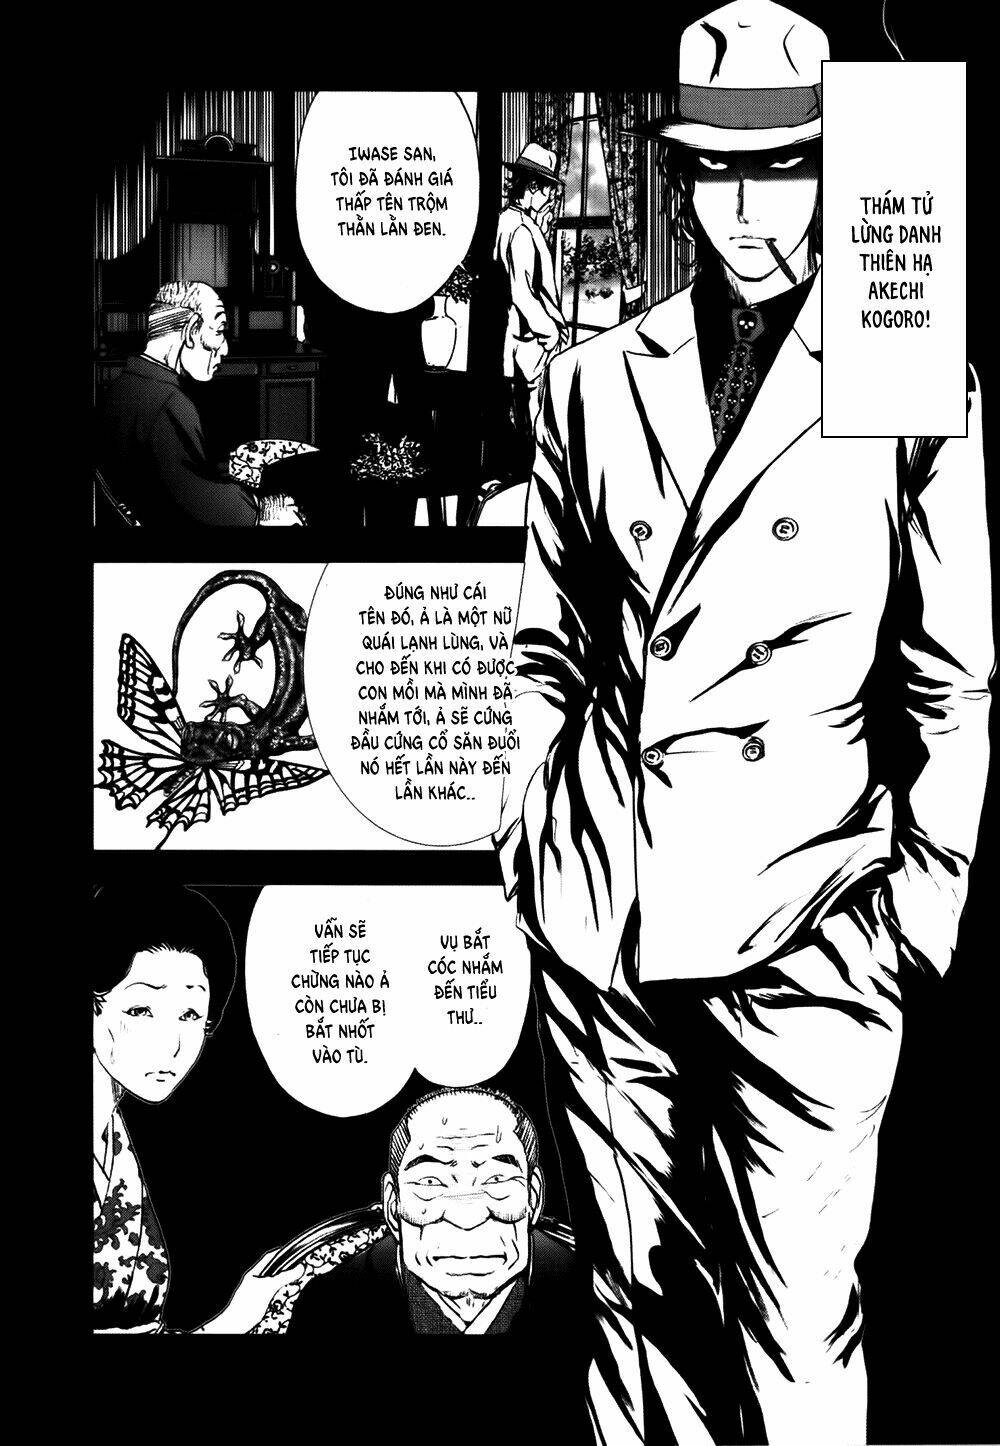 THÁM TỬ
LỪNG DANH
THIÊN HẠ
AKECHI
KOGORO!
IWASE SAN,
TÔI ĐÃ ĐÁNH GIÁ
THẤP TÊN TRỘM
THẰN LẰN ĐEN.
ĐÚNG NHƯ CÁI
TÊN ĐÓ, Ả LÀ MỘT NỮ
QUÁI LẠNH LÙNG, VÀ
CHO ĐẾN KHI CÓ ĐƯỢC
CON MỒI MÀ MÌNH ĐÃ
NHẮM TỚI, Ả SẼ CỨNG
ĐẦU CỨNG CỔ SĂN ĐUỔI
NÓ HẾT LẦN NÀY ĐẾN
LẦN KHÁC..
VỤ BẮT
CÓC NHẮM
ĐẾN TIỂU
THƯ..
VẪN SẼ
TIẾP TỤC
CHỪNG NÀO Ả
CÒN CHƯA BỊ
BẮT NHỐT
VÀO TÙ.